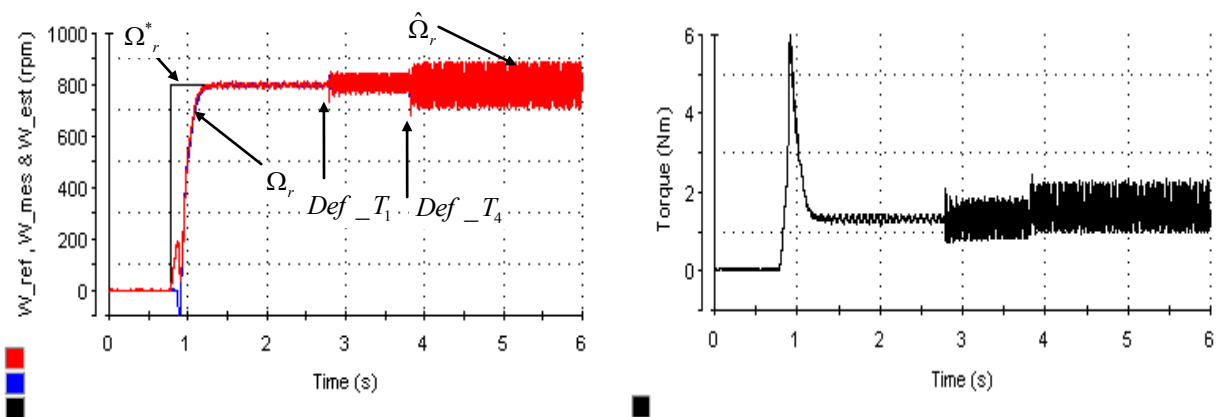 W_ref , W_mes & W_est (rpm)
1000
800
600
400
200
0
Ω*r
Ω̂r
Ωr
Def _T1
Def _T4
0 1 2 3 4 5 6
Time (s)
Torque (Nm)
6
4
2
0
0 1 2 3 4 5 6
Time (s)